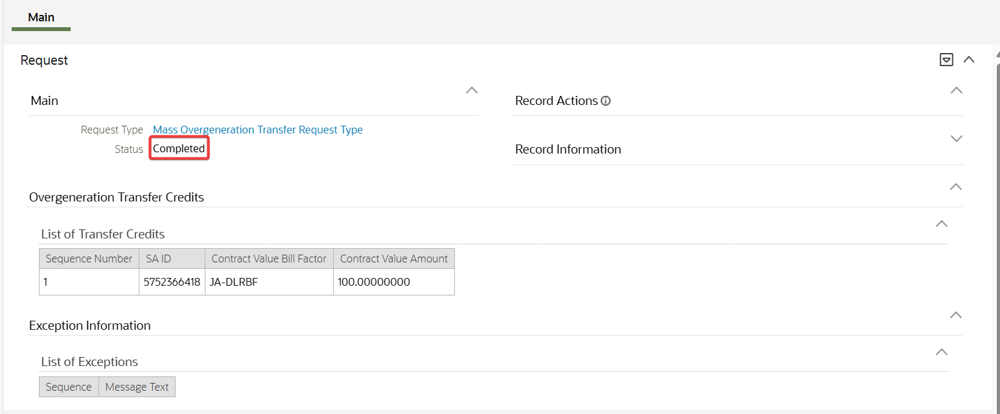 Main
Request
Main
Request Type Mass Overgeneration Transfer Request Type
Status Completed
Record Actions
Record Information
Overgeneration Transfer Credits
List of Transfer Credits
Sequence Number SA ID Contract Value Bill Factor Contract Value Amount
1 5752366418 JA-DLRBF 100.00000000
Exception Information
List of Exceptions
Sequence Message Text